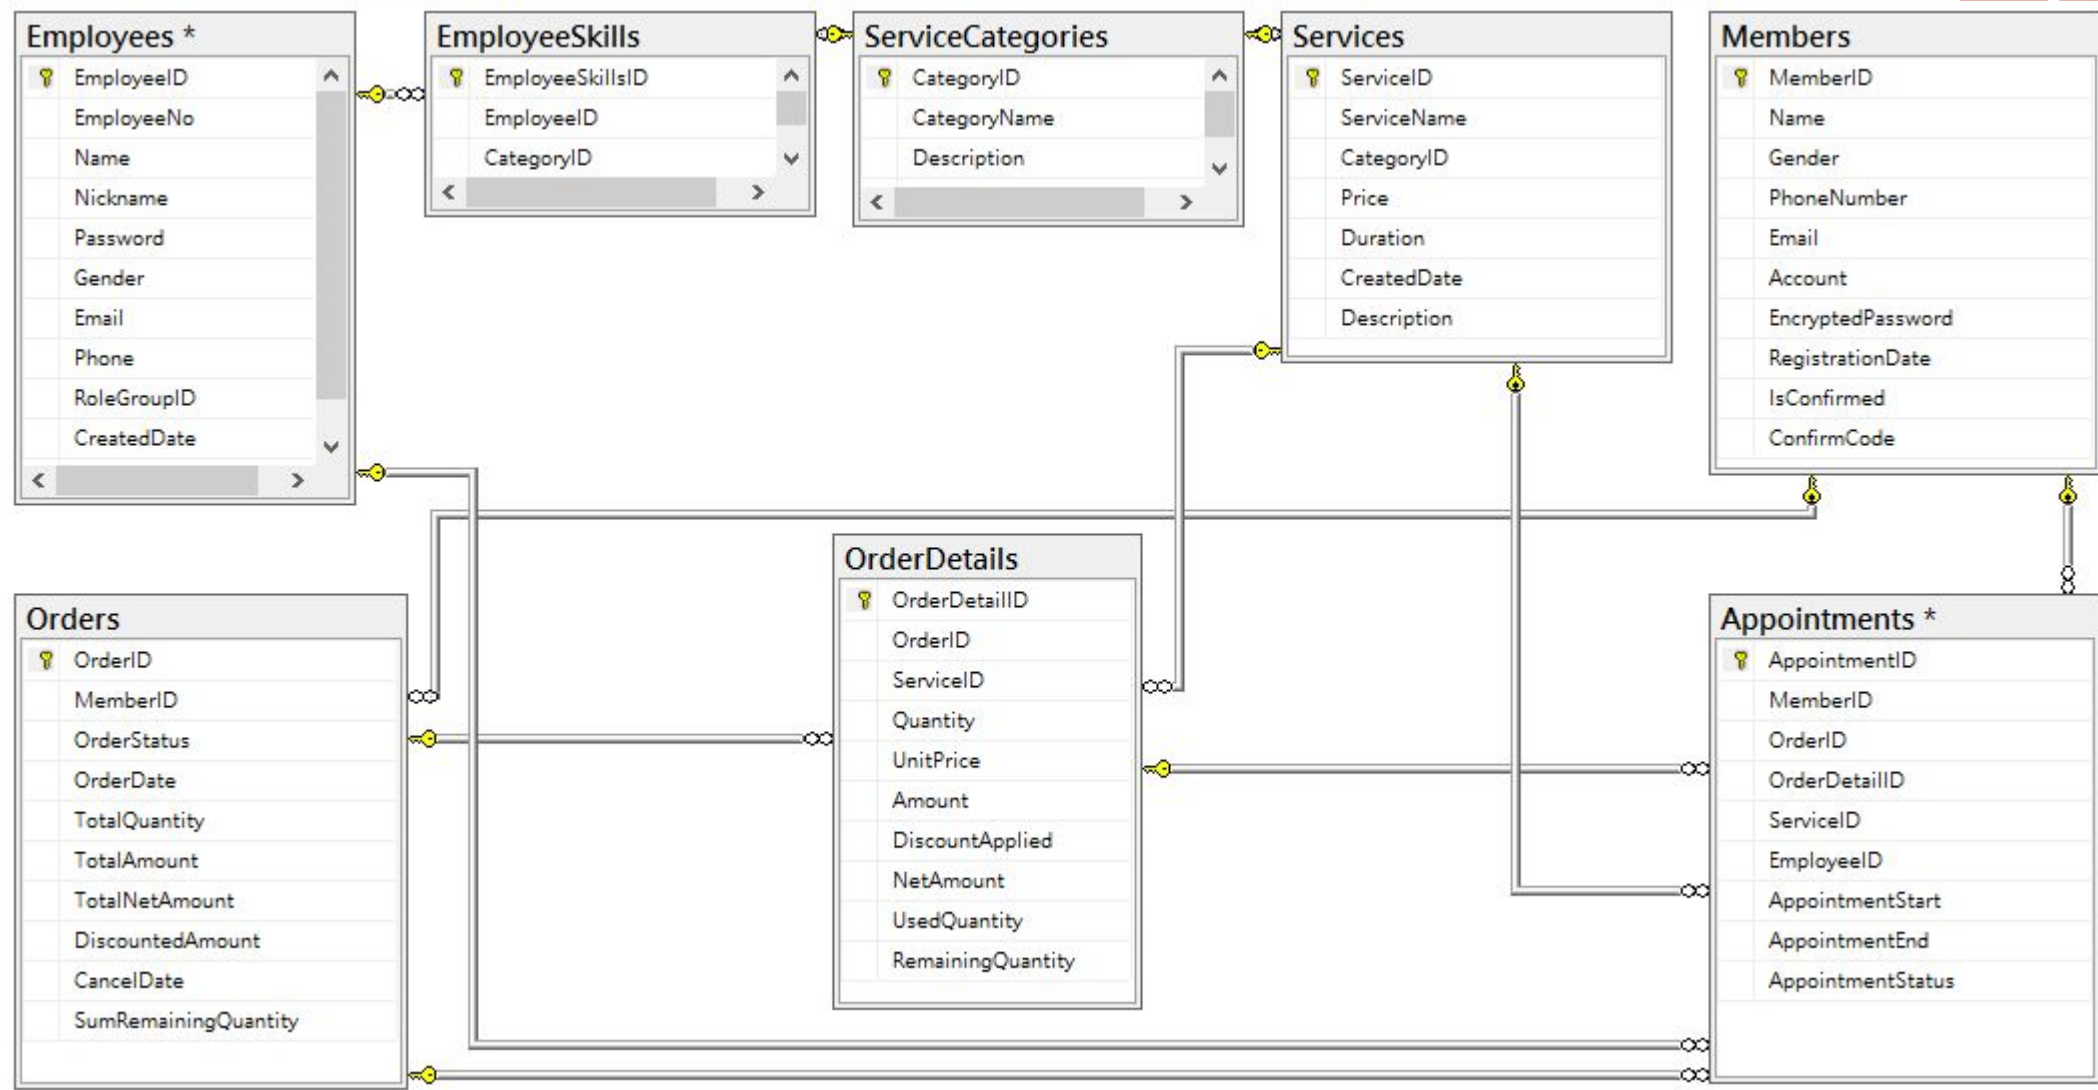 Employees *
EmployeeID
EmployeeNo
Name
Nickname
Password
Gender
Email
Phone
RoleGroupID
CreatedDate
EmployeeSkills
EmployeeSkillsID
EmployeeID
CategoryID
ServiceCategories
CategoryID
CategoryName
Description
Services
ServiceID
ServiceName
CategoryID
Price
Duration
CreatedDate
Description
Members
MemberID
Name
Gender
PhoneNumber
Email
Account
EncryptedPassword
RegistrationDate
IsConfirmed
ConfirmCode
Orders
OrderID
MemberID
OrderStatus
OrderDate
TotalQuantity
TotalAmount
TotalNetAmount
DiscountedAmount
CancelDate
SumRemainingQuantity
OrderDetails
OrderDetailID
OrderID
ServiceID
Quantity
UnitPrice
Amount
DiscountApplied
NetAmount
UsedQuantity
RemainingQuantity
Appointments *
AppointmentID
MemberID
OrderID
OrderDetailID
ServiceID
EmployeeID
AppointmentStart
AppointmentEnd
AppointmentStatus